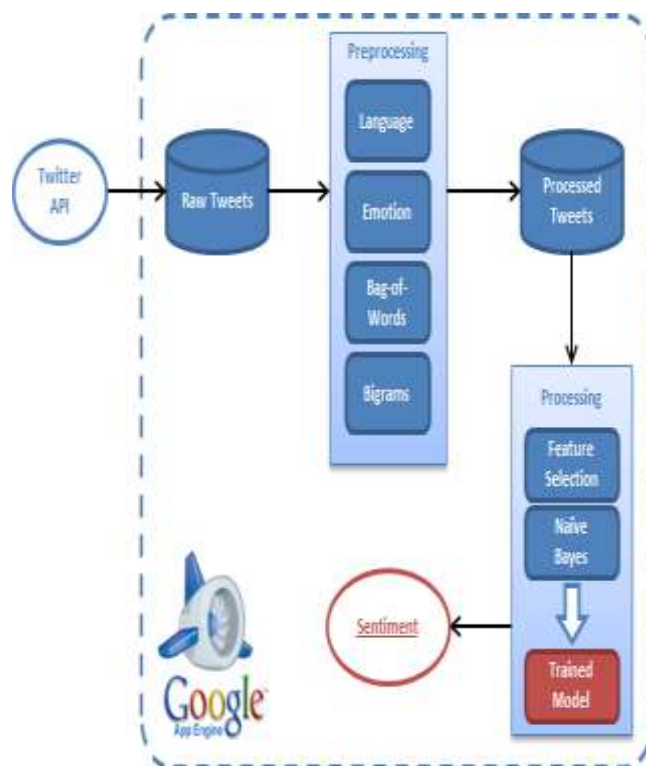 Twitter
API
Raw Tweets
Preprocessing
Language
Emotion
Bag-of-
Words
Bigrams
Processed
Tweets
Processing
Feature
Selection
Naïve
Bayes
Trained
Model
Sentiment
Google
App Engine